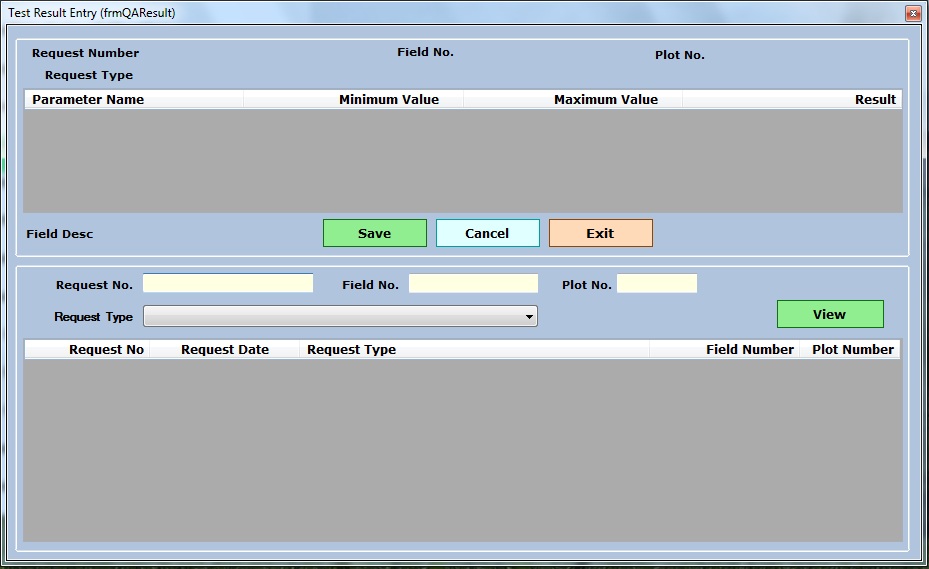 Test Result Entry (frmQAResult)
Request Number Field No. Plot No.
Request Type
Parameter Name Minimum Value Maximum Value Result
Field Desc Save Cancel Exit
Request No. Field No. Plot No.
Request Type View
Request No Request Date Request Type Field Number Plot Number